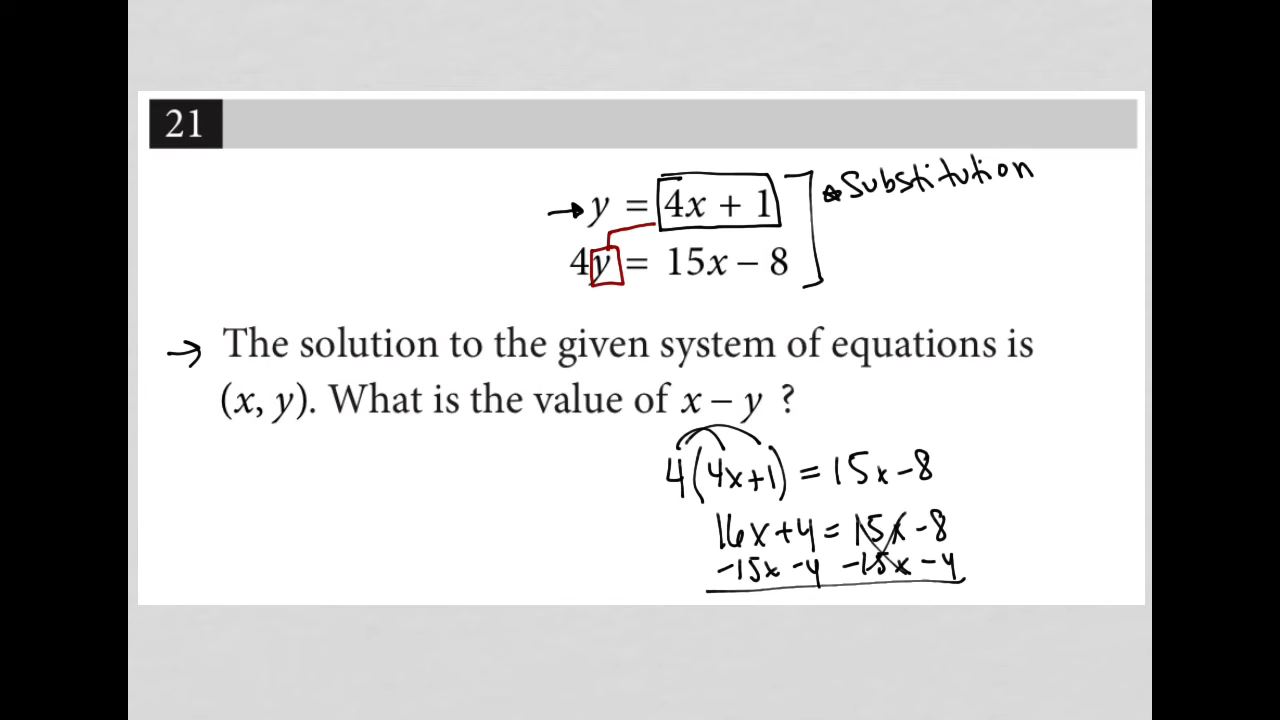 21
→ y = 4x + 1 * Substitution
4y = 15x − 8
→ The solution to the given system of equations is
(x, y). What is the value of x − y ?
4(4x+1) = 15x−8
16x+4 = 15x −8
−15x −4 −15x −4